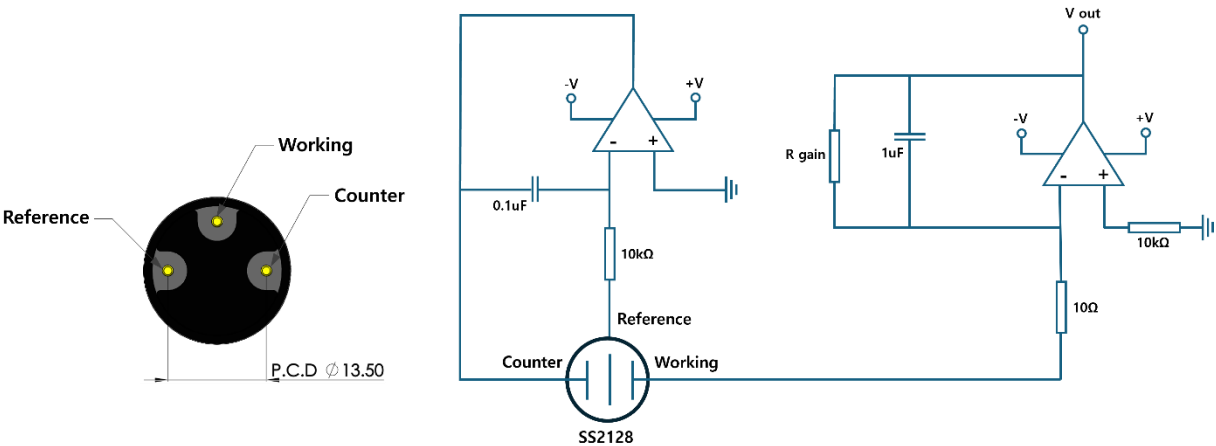 Working
Counter
Reference
P.C.D ∅ 13.50
-V
+V
-
+
0.1uF
10kΩ
Reference
Counter
Working
SS2128
V out
-V
+V
R gain
1uF
-
+
10kΩ
10Ω